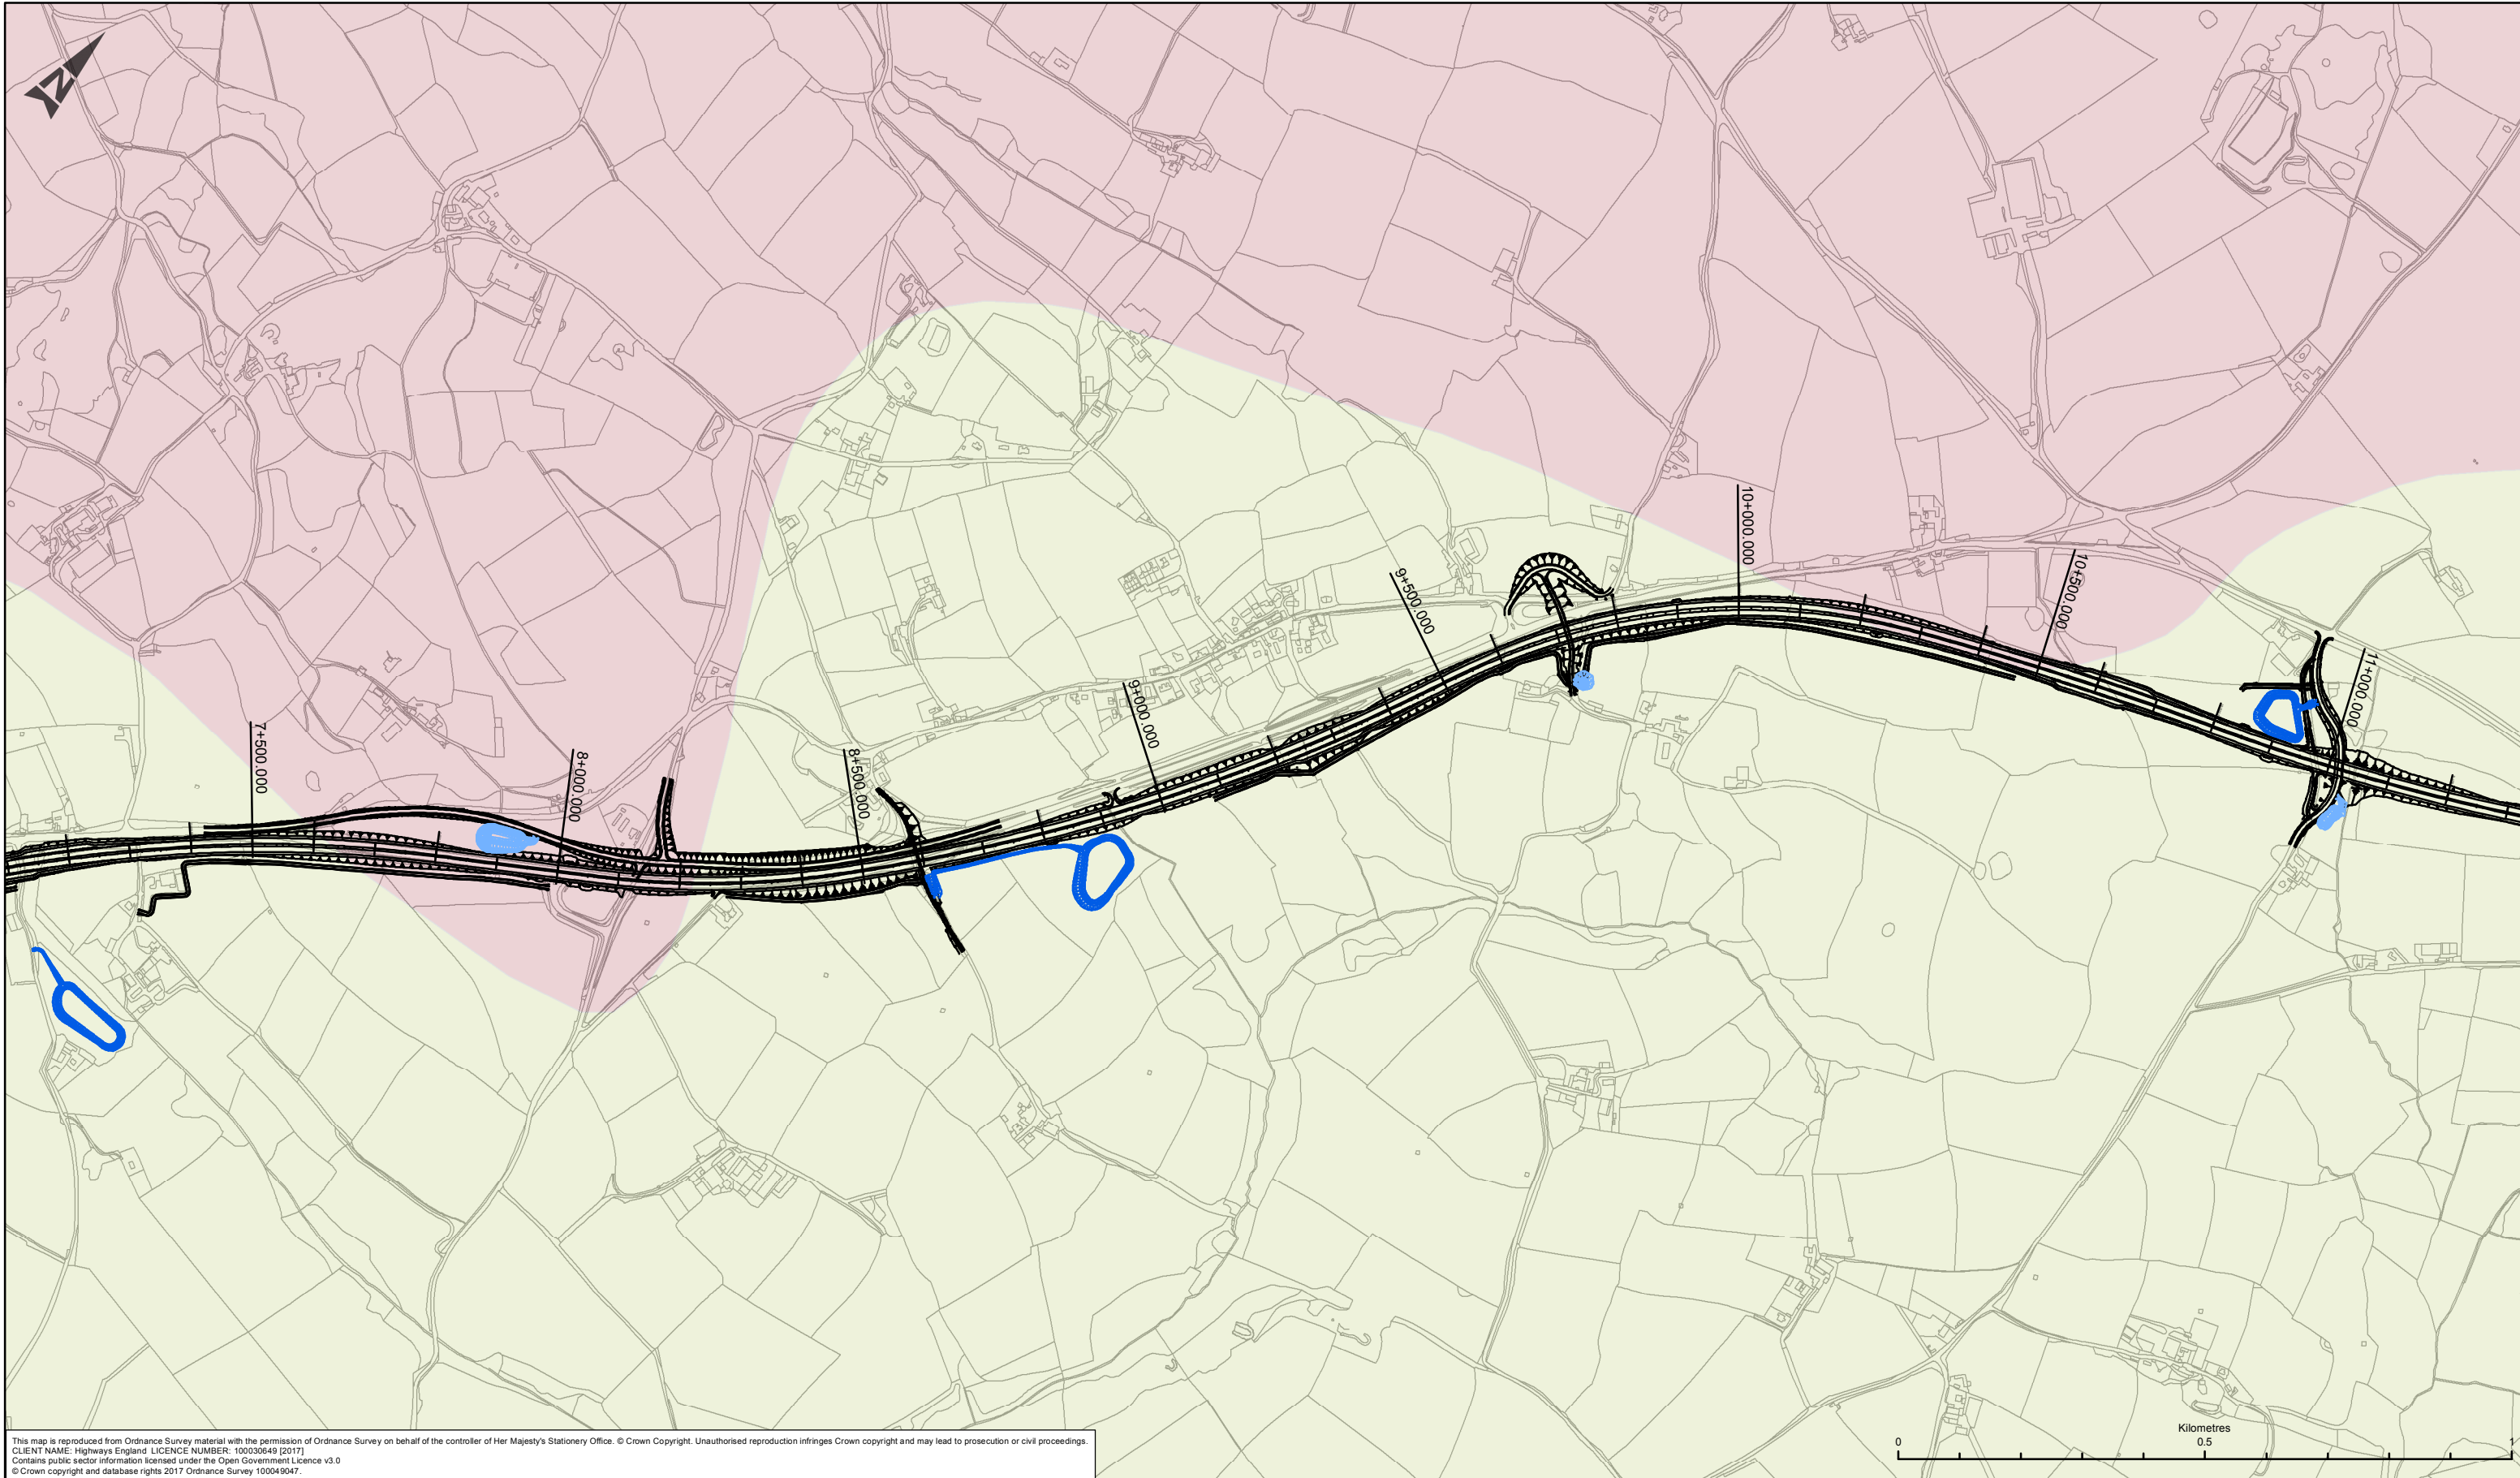 N
10+000.000
10+500.000
9+500.000
11+000.000
9+000.000
7+500.000
8+000.000
8+500.000
Kilometres
0 0.5 1
This map is reproduced from Ordnance Survey material with the permission of Ordnance Survey on behalf of the controller of Her Majesty's Stationery Office. © Crown Copyright. Unauthorised reproduction infringes Crown copyright and may lead to prosecution or civil proceedings.
CLIENT NAME: Highways England LICENCE NUMBER: 100030649 [2017]
Contains public sector information licensed under the Open Government Licence v3.0
© Crown copyright and database rights 2017 Ordnance Survey 100049047.